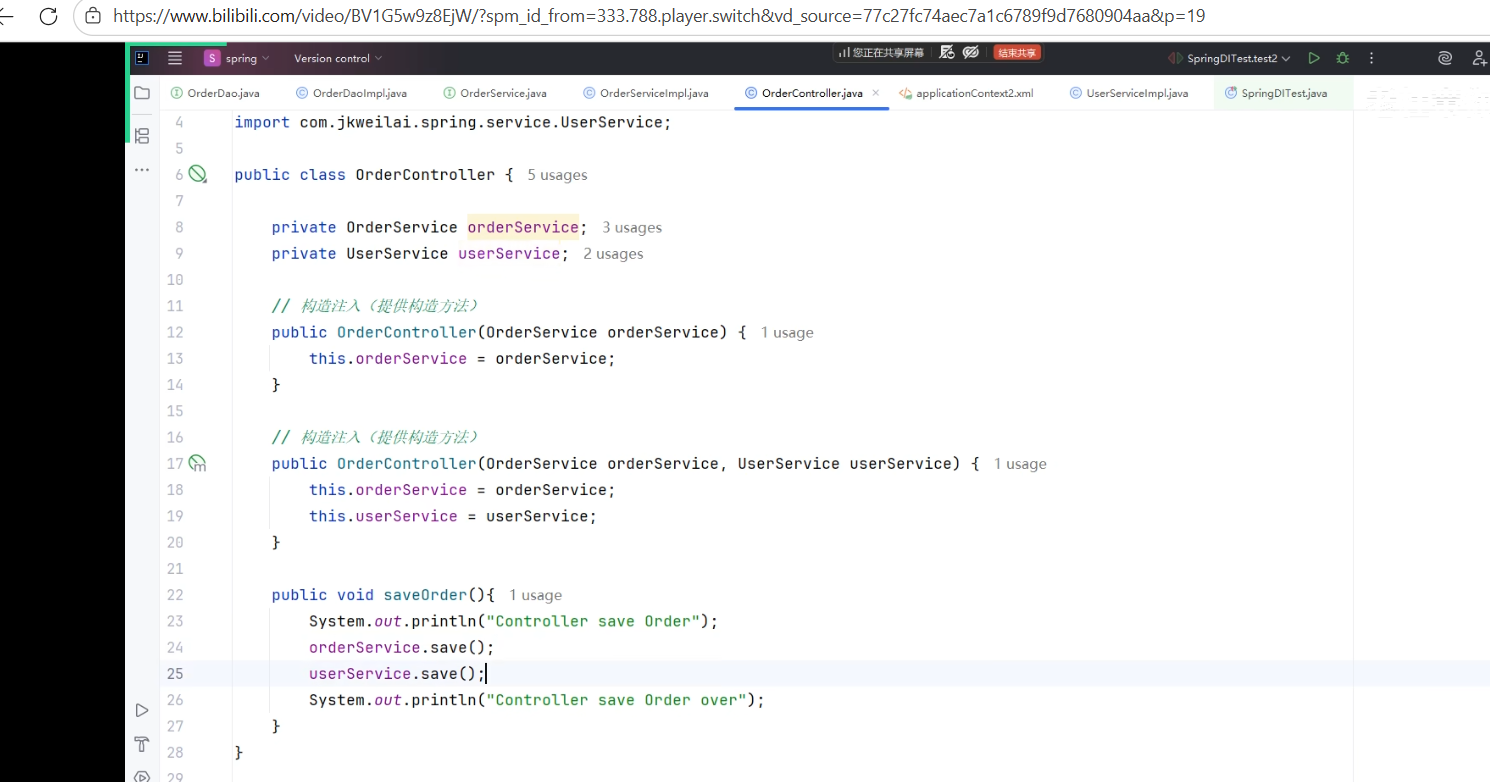 https://www.bilibili.com/video/BV1G5w9z8EjW/?spm_id_from=333.788.player.switch&vd_source=77c27fc74aec7a1c6789f9d7680904aa&p=19
S spring Version control 您正在共享屏幕 结束共享 SpringDITest.test2
OrderDao.java OrderDaoImpl.java OrderService.java OrderServiceImpl.java OrderController.java applicationContext2.xml UserServiceImpl.java SpringDITest.java
4 import com.jkweilai.spring.service.UserService;
5
6 public class OrderController { 5 usages
7
8 private OrderService orderService; 3 usages
9 private UserService userService; 2 usages
10
11 // 构造注入（提供构造方法）
12 public OrderController(OrderService orderService) { 1 usage
13 this.orderService = orderService;
14 }
15
16 // 构造注入（提供构造方法）
17 public OrderController(OrderService orderService, UserService userService) { 1 usage
18 this.orderService = orderService;
19 this.userService = userService;
20 }
21
22 public void saveOrder(){ 1 usage
23 System.out.println("Controller save Order");
24 orderService.save();
25 userService.save();
26 System.out.println("Controller save Order over");
27 }
28 }
29